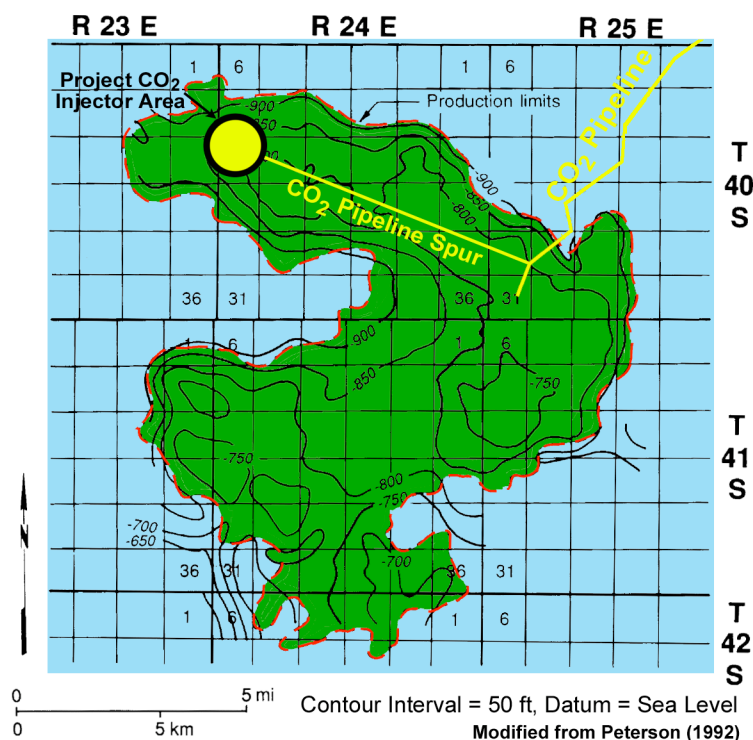 R 23 E R 24 E R 25 E
1 6 1 6
Project CO₂
Injector Area
Production limits
CO₂ Pipeline
-900
-850
T
40
S
-900
-850
-800
CO₂ Pipeline Spur
36 31 36 31
-900
1 6 1 6
-850
-750
T
41
S
-750
-800
-750
-700
-650
-700
36 31 36 31
1 6 1 6
T
42
S
N
0 5 mi
0 5 km
Contour Interval = 50 ft, Datum = Sea Level
Modified from Peterson (1992)